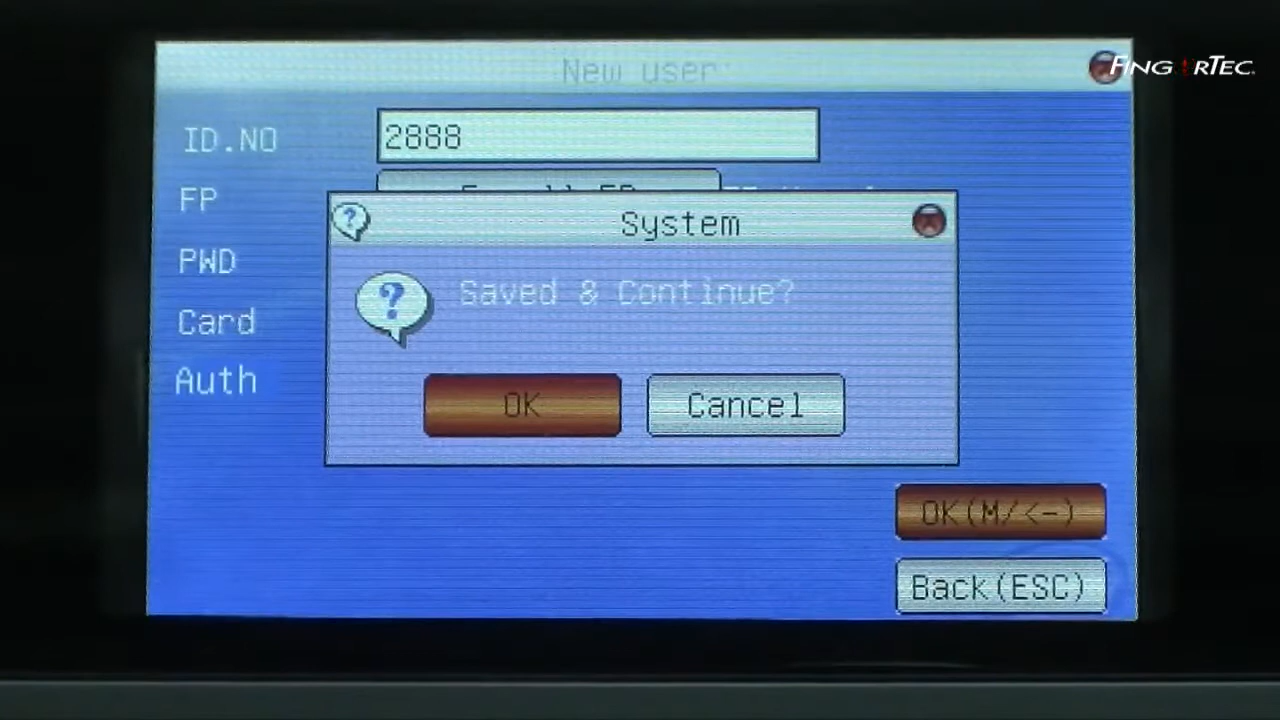 New user
FINGERTEC
ID.NO 2888
FP
System
PWD
Saved & Continue?
Card
Auth
OK Cancel
OK(M/<-)
Back(ESC)